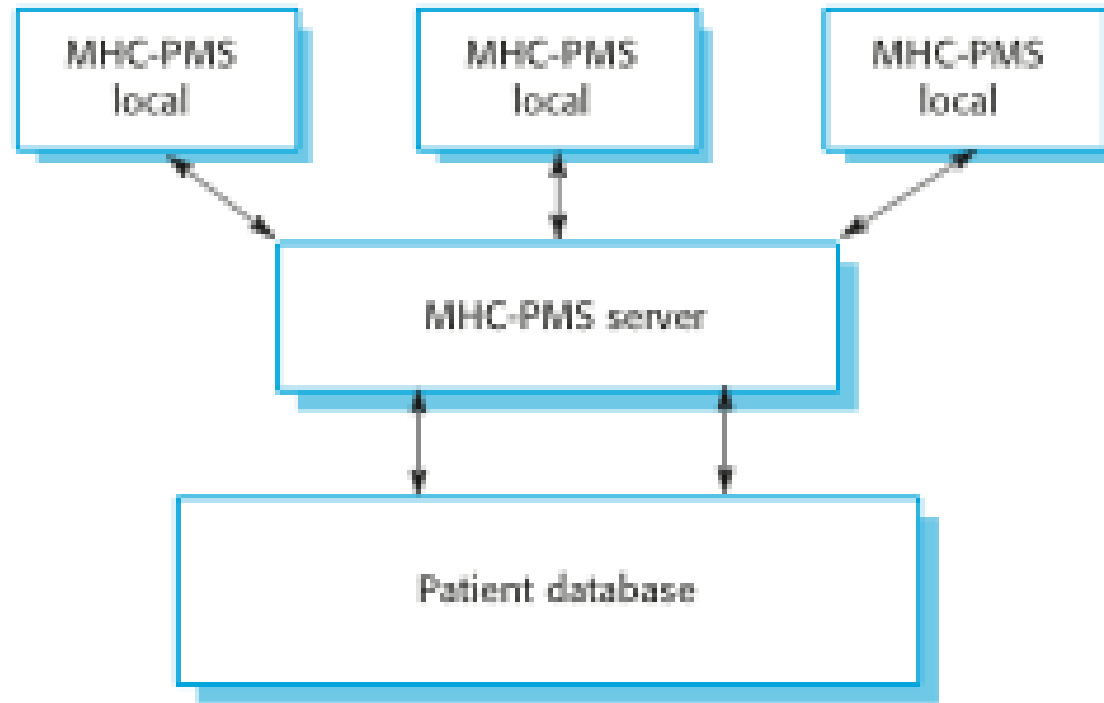 MHC-PMS
local
MHC-PMS
local
MHC-PMS
local
MHC-PMS server
Patient database